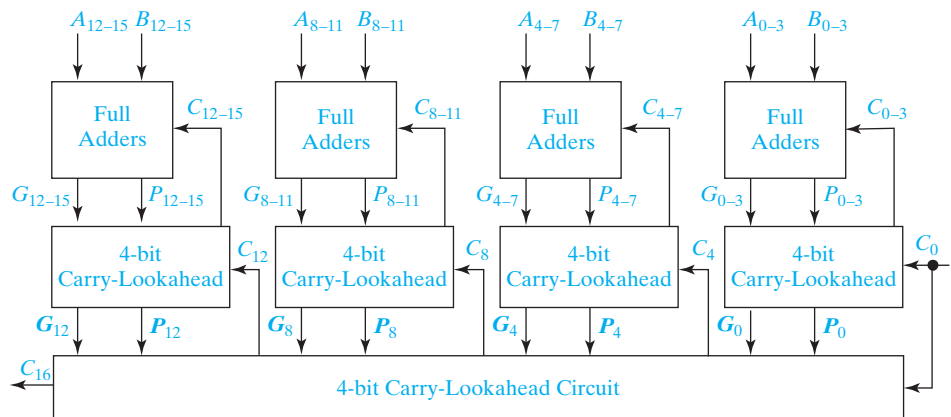 A₁₂₋₁₅ B₁₂₋₁₅ A₈₋₁₁ B₈₋₁₁ A₄₋₇ B₄₋₇ A₀₋₃ B₀₋₃
Full Adders C₁₂₋₁₅
Full Adders C₈₋₁₁
Full Adders C₄₋₇
Full Adders C₀₋₃
G₁₂₋₁₅ P₁₂₋₁₅ G₈₋₁₁ P₈₋₁₁ G₄₋₇ P₄₋₇ G₀₋₃ P₀₋₃
4-bit
Carry-Lookahead
C₁₂
4-bit
Carry-Lookahead
C₈
4-bit
Carry-Lookahead
C₄
4-bit
Carry-Lookahead
C₀
G₁₂ P₁₂ G₈ P₈ G₄ P₄ G₀ P₀
C₁₆
4-bit Carry-Lookahead Circuit